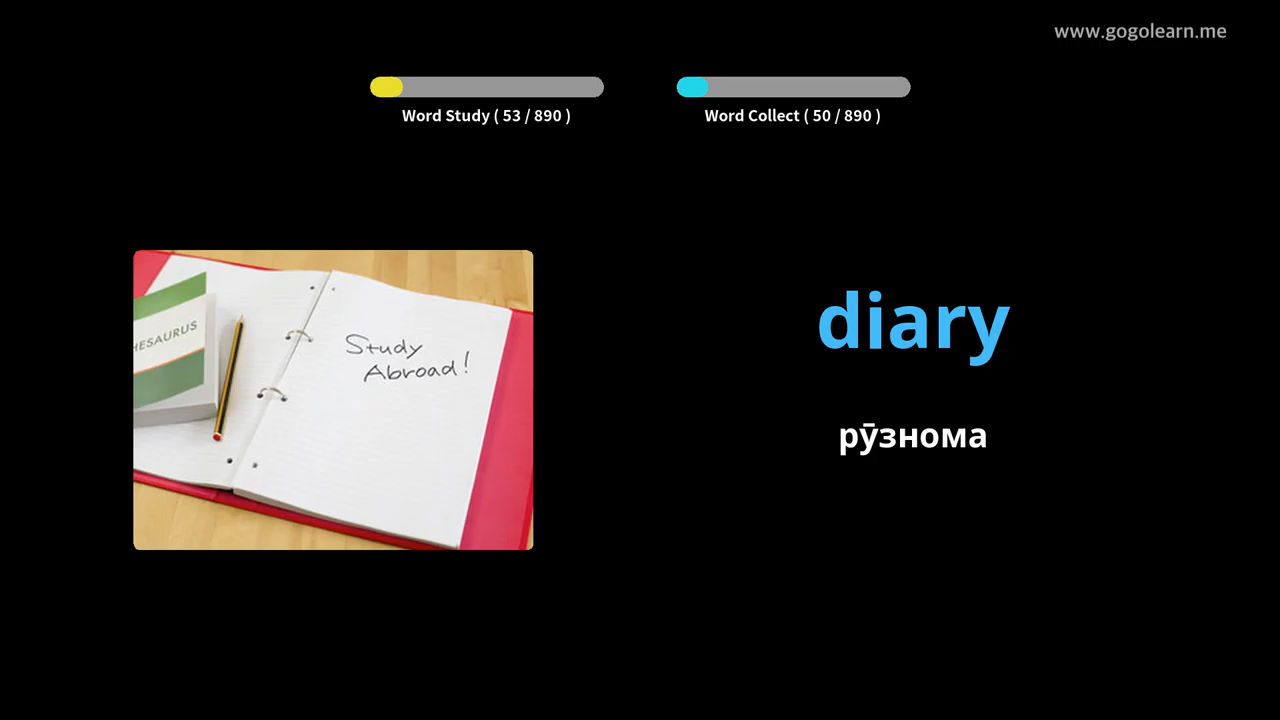 www.gogolearn.me
Word Study ( 53 / 890 )
Word Collect ( 50 / 890 )
HESAURUS
Study
Abroad!
diary
рӯзнома